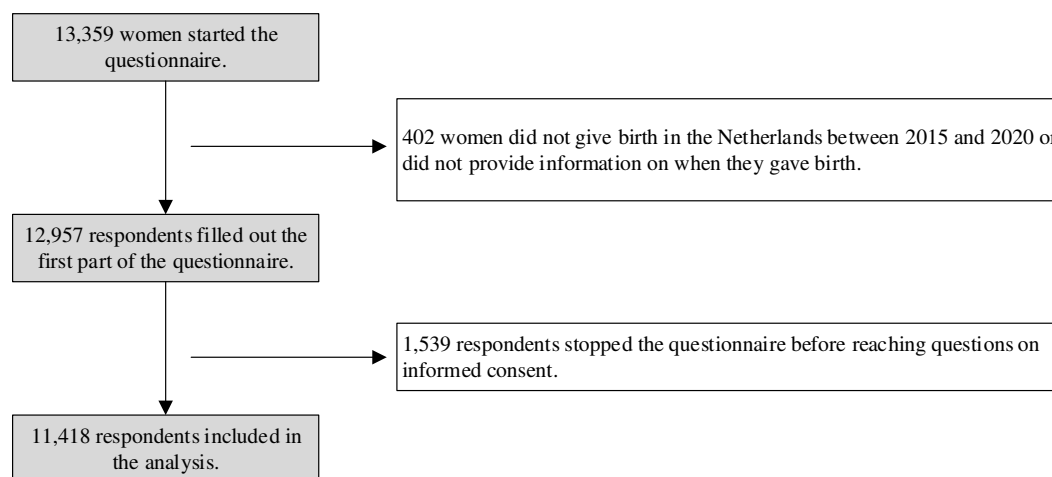 13,359 women started the
questionnaire.
402 women did not give birth in the Netherlands between 2015 and 2020 or
did not provide information on when they gave birth.
12,957 respondents filled out the
first part of the questionnaire.
1,539 respondents stopped the questionnaire before reaching questions on
informed consent.
11,418 respondents included in
the analysis.